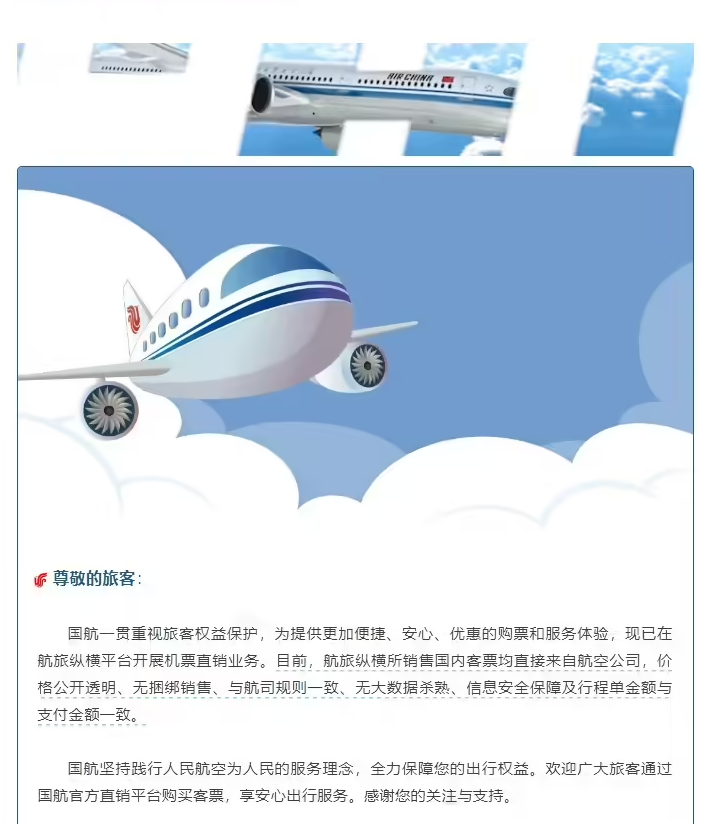 AIR CHINA
尊敬的旅客：
国航一贯重视旅客权益保护，为提供更加便捷、安心、优惠的购票和服务体验，现已在
航旅纵横平台开展机票直销业务。目前，航旅纵横所销售国内客票均直接来自航空公司，价
格公开透明、无捆绑销售、与航司规则一致、无大数据杀熟、信息安全保障及行程单金额与
支付金额一致。
国航坚持践行人民航空为人民的服务理念，全力保障您的出行权益。欢迎广大旅客通过
国航官方直销平台购买客票，享安心出行服务。感谢您的关注与支持。